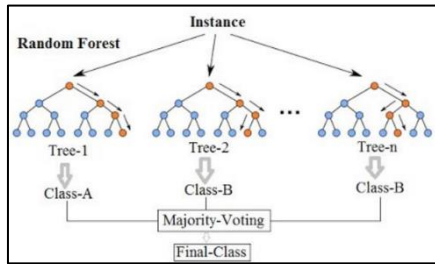 Instance
Random Forest
...
Tree-1
Tree-2
Tree-n
Class-A
Class-B
Class-B
Majority-Voting
Final-Class